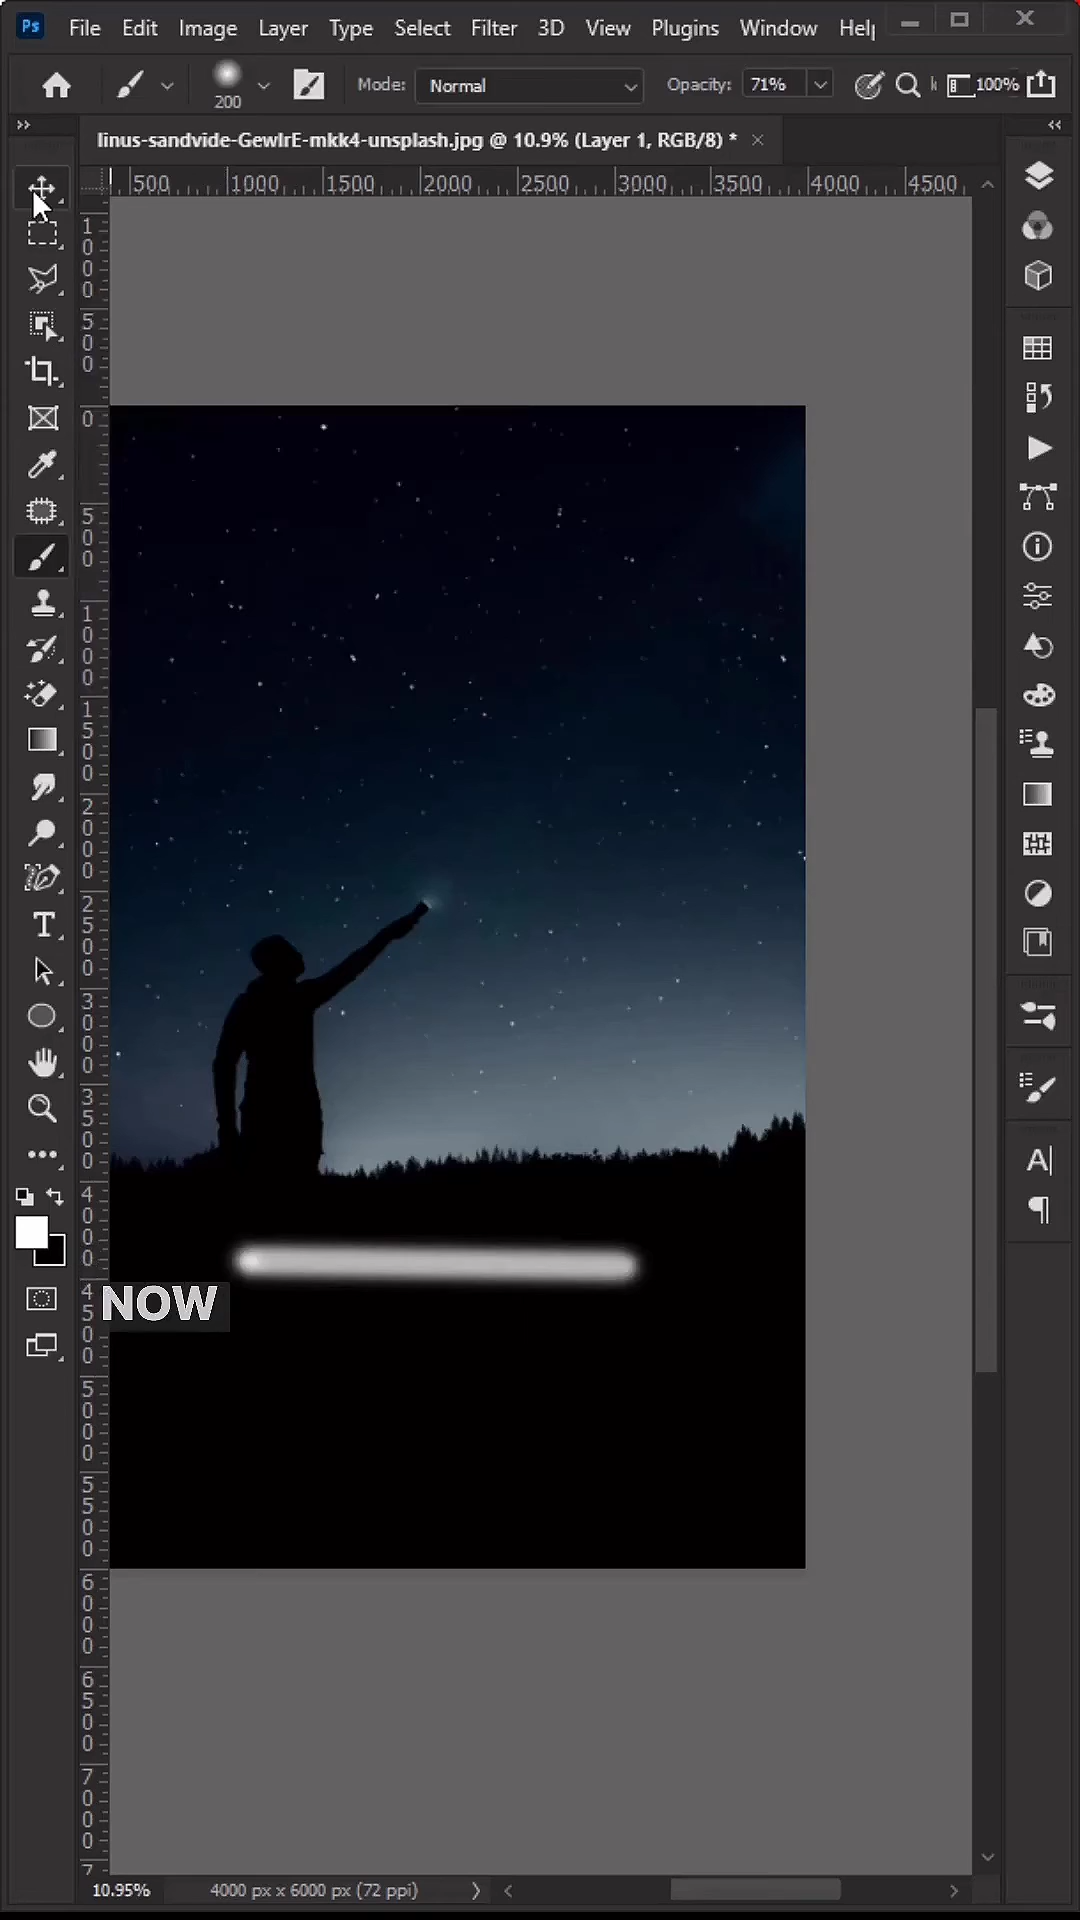 Ps File Edit Image Layer Type Select Filter 3D View Plugins Window Help
200 Mode: Normal Opacity: 71% 100%
linus-sandvide-GewIrE-mkk4-unsplash.jpg @ 10.9% (Layer 1, RGB/8) *
500 1000 1500 2000 2500 3000 3500 4000 4500
1000
500
0
500
1000
1500
2000
2500
3000
3500
4000
4500
5000
5500
6000
6500
7000
7
T
A
NOW
10.95% 4000 px x 6000 px (72 ppi)